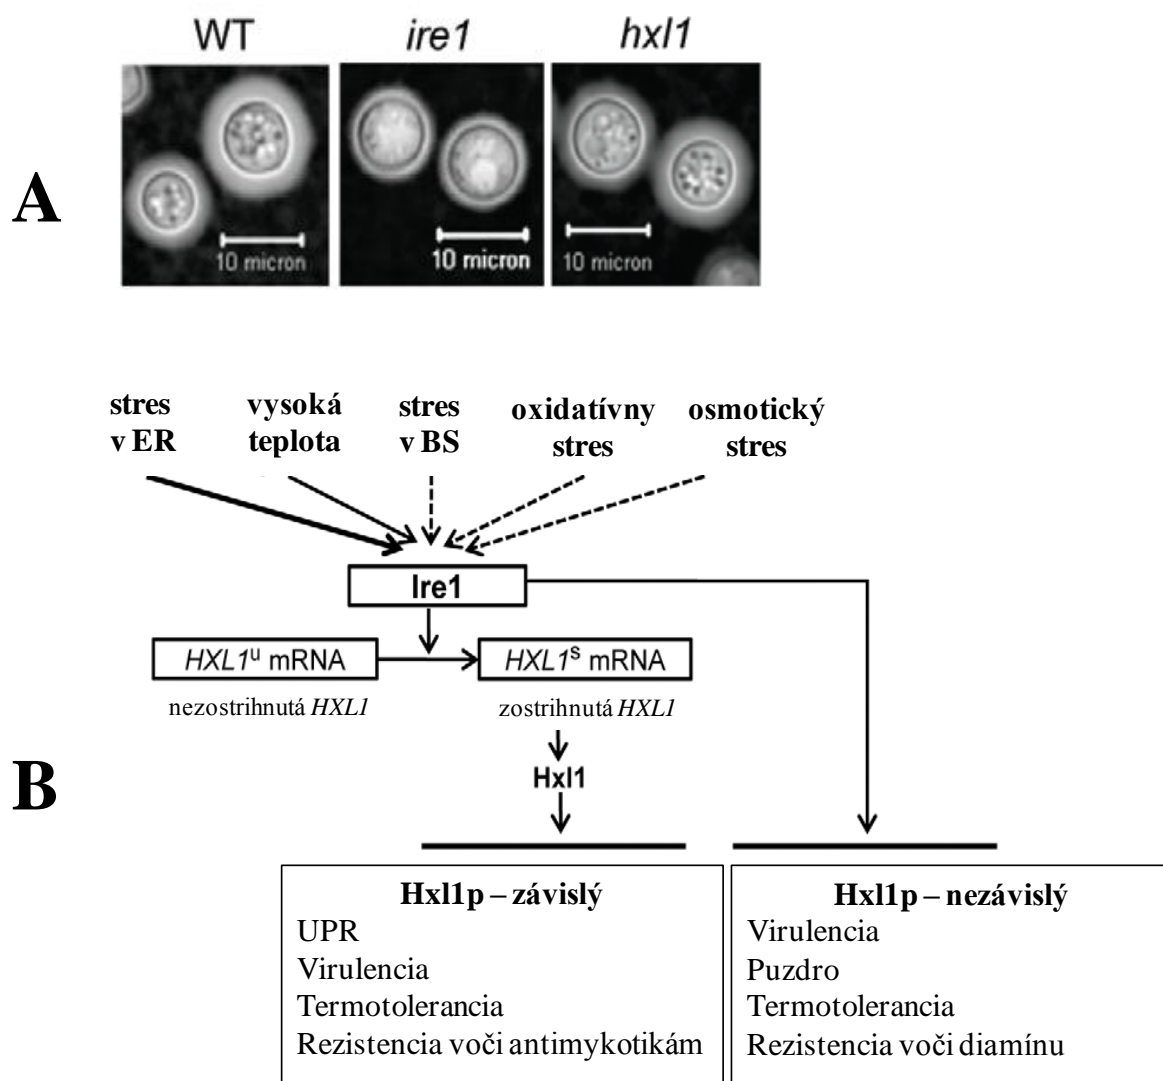 WT ire1 hxl1
A
10 micron 10 micron 10 micron
stres vysoká stres oxidatívny osmotický
v ER teplota v BS stres stres
Ire1
HXL1ᵘ mRNA HXL1ˢ mRNA
nezostrihnutá HXL1 zostrihnutá HXL1
B
Hxl1
Hxl1p – závislý
UPR
Virulencia
Termotolerancia
Rezistencia voči antimykotikám
Hxl1p – nezávislý
Virulencia
Puzdro
Termotolerancia
Rezistencia voči diamínu